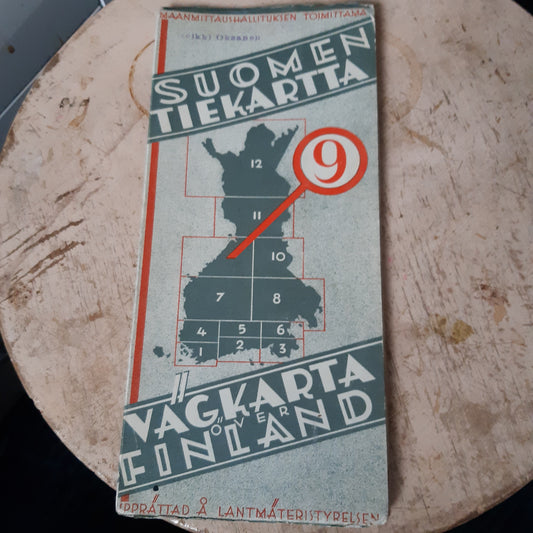 MAANMITTAUSHALLITUKSEN TOIMITTAMA
Oksanen
SUOMEN
TIEKARTTA
9
12
11
10
7
8
4
5
6
1
2
3
VÄGKARTA
ÖVER
FINLAND
UPPRÄTTAD Å LANTMÄTERISTYRELSEN